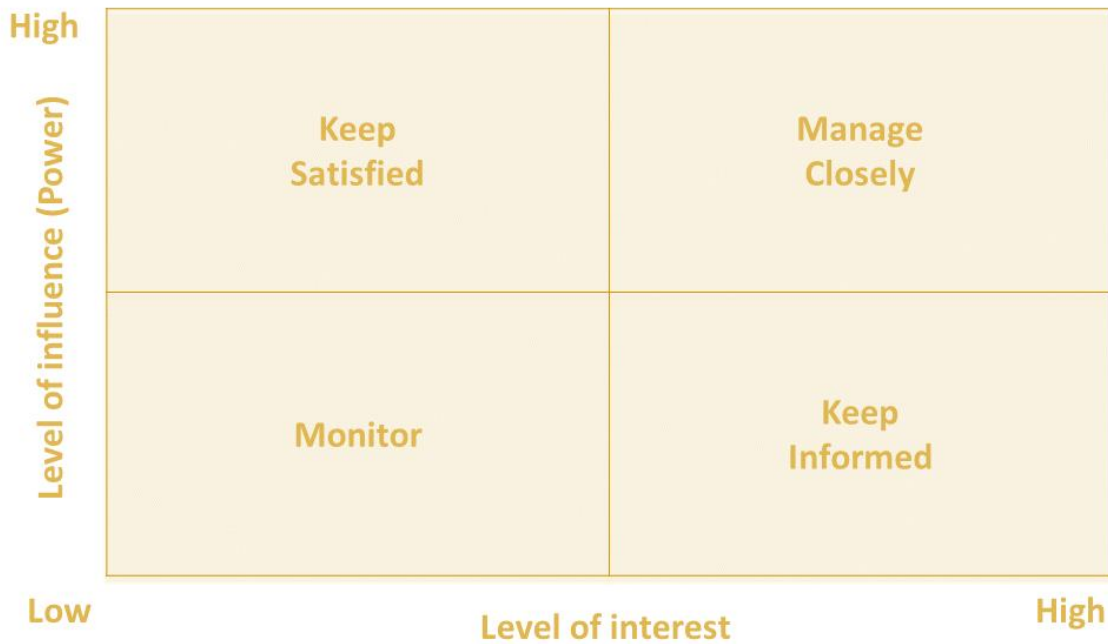 High
Level of influence (Power)
Keep
Satisfied
Manage
Closely
Monitor
Keep
Informed
Low
Level of interest
High